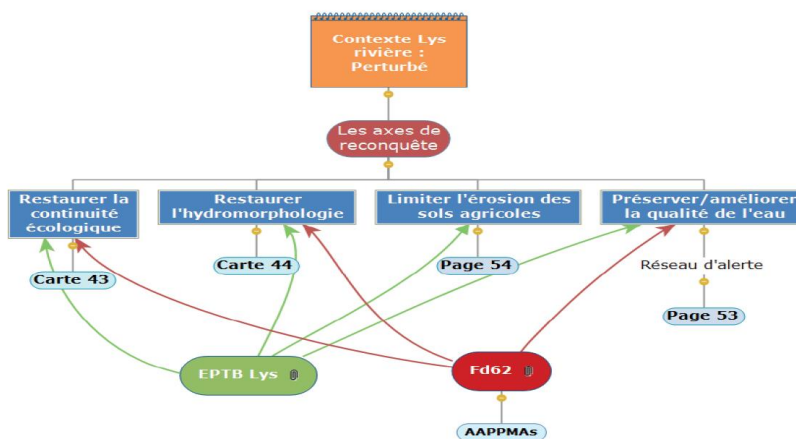 Contexte Lys
rivière :
Perturbé
Les axes de
reconquête
Restaurer la
continuité
écologique
Restaurer
l'hydromorphologie
Limiter l'érosion des
sols agricoles
Préserver/améliorer
la qualité de l'eau
Carte 43
Carte 44
Page 54
Réseau d'alerte
Page 53
EPTB Lys
Fd62
AAPPMAs